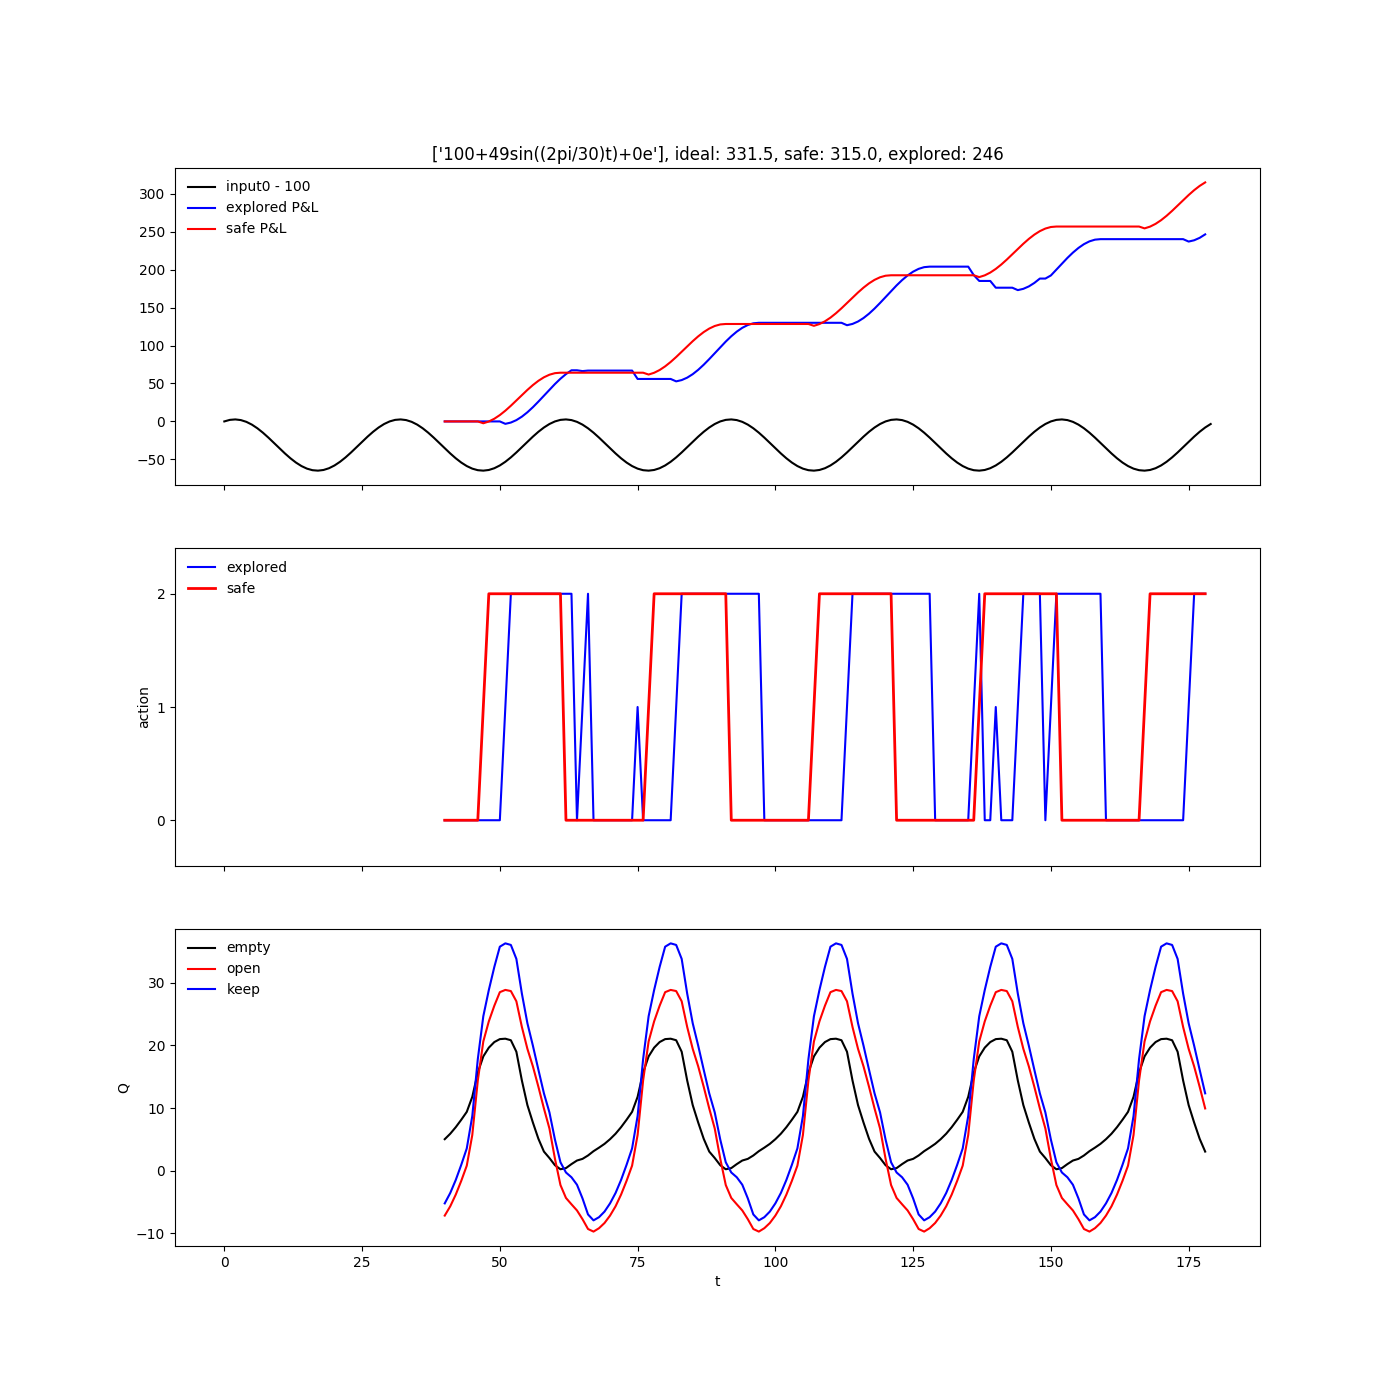 ['100+49sin((2pi/30)t)+0e'], ideal: 331.5, safe: 315.0, explored: 246
input0 - 100
explored P&L
safe P&L
300
250
200
150
100
50
0
−50
explored
safe
2
1
0
action
empty
open
keep
30
20
10
0
−10
Q
0 25 50 75 100 125 150 175
t